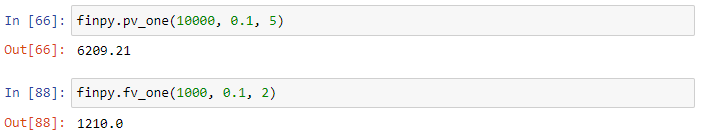 In [66]: finpy.pv_one(10000, 0.1, 5)
Out[66]: 6209.21
In [88]: finpy.fv_one(1000, 0.1, 2)
Out[88]: 1210.0